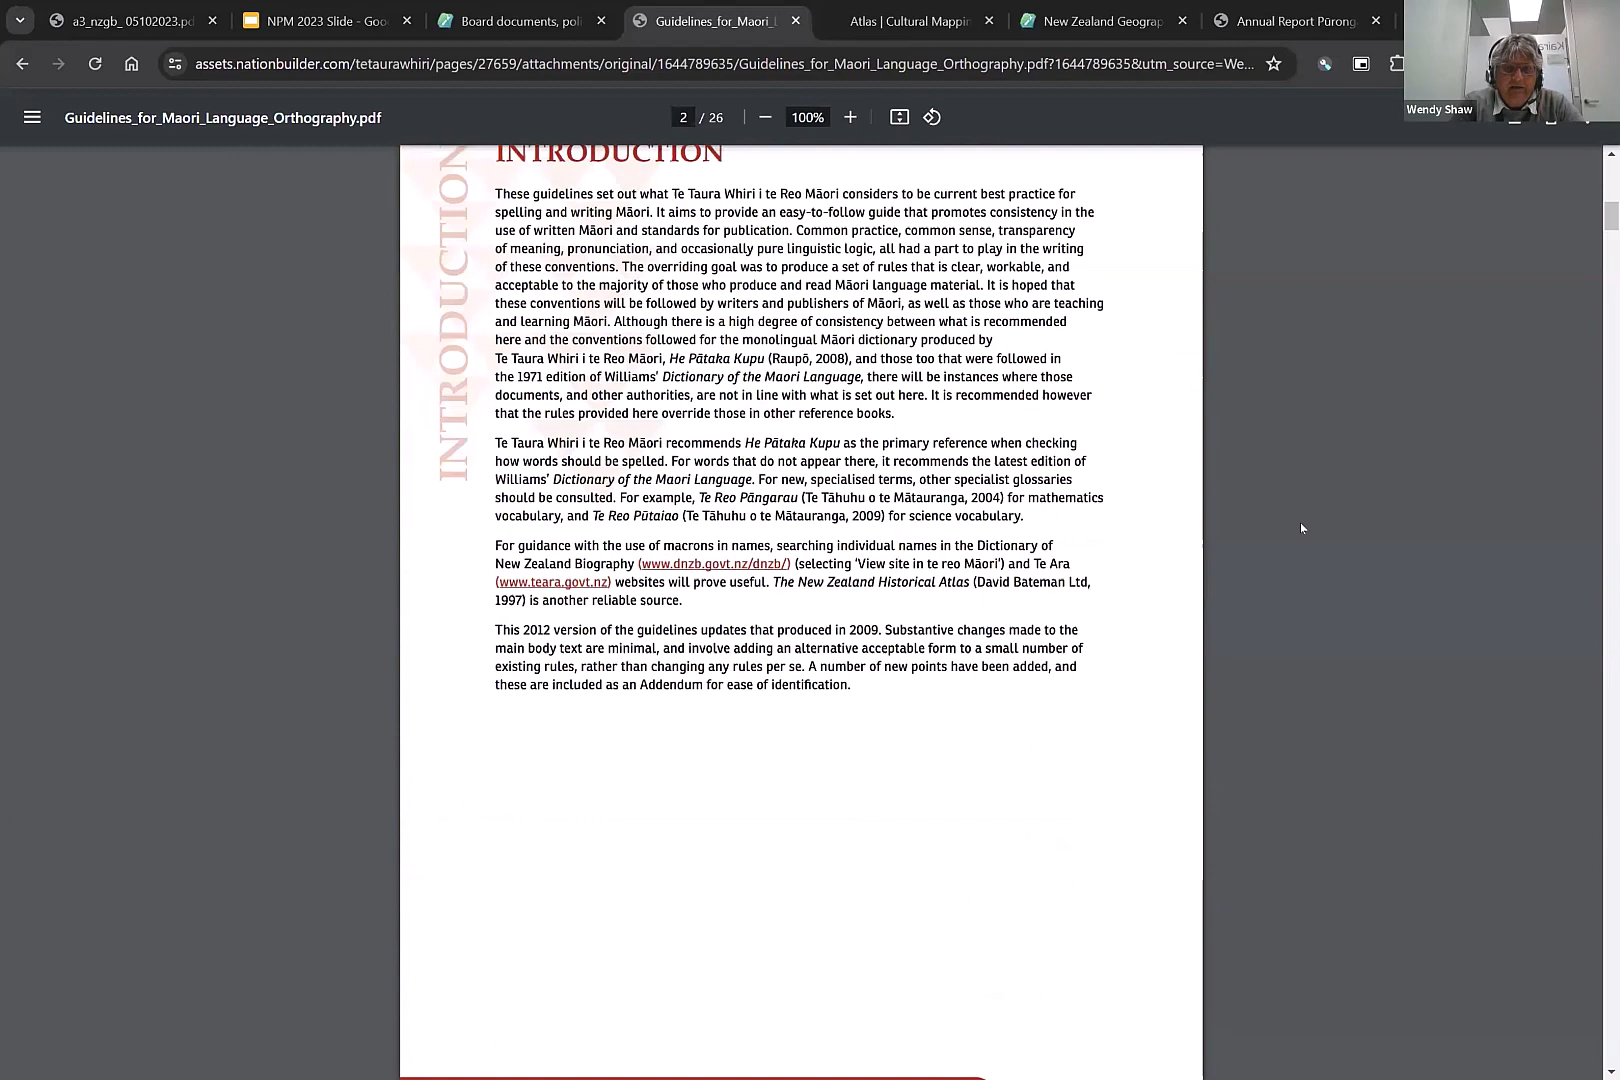 a3_nzgb_ 05102023.pd
NPM 2023 Slide - Goo
Board documents, poli
Guidelines_for_Maori_L
Atlas | Cultural Mappin
New Zealand Geograp
Annual Report Pūrong
assets.nationbuilder.com/tetaurawhiri/pages/27659/attachments/original/1644789635/Guidelines_for_Maori_Language_Orthography.pdf?1644789635&utm_source=We...
Wendy Shaw
Guidelines_for_Maori_Language_Orthography.pdf
2 / 26
100%
INTRODUCTION
INTRODUCTION
These guidelines set out what Te Taura Whiri i te Reo Māori considers to be current best practice for
spelling and writing Māori. It aims to provide an easy-to-follow guide that promotes consistency in the
use of written Māori and standards for publication. Common practice, common sense, transparency
of meaning, pronunciation, and occasionally pure linguistic logic, all had a part to play in the writing
of these conventions. The overriding goal was to produce a set of rules that is clear, workable, and
acceptable to the majority of those who produce and read Māori language material. It is hoped that
these conventions will be followed by writers and publishers of Māori, as well as those who are teaching
and learning Māori. Although there is a high degree of consistency between what is recommended
here and the conventions followed for the monolingual Māori dictionary produced by
Te Taura Whiri i te Reo Māori, He Pātaka Kupu (Raupō, 2008), and those too that were followed in
the 1971 edition of Williams' Dictionary of the Maori Language, there will be instances where those
documents, and other authorities, are not in line with what is set out here. It is recommended however
that the rules provided here override those in other reference books.
Te Taura Whiri i te Reo Māori recommends He Pātaka Kupu as the primary reference when checking
how words should be spelled. For words that do not appear there, it recommends the latest edition of
Williams' Dictionary of the Maori Language. For new, specialised terms, other specialist glossaries
should be consulted. For example, Te Reo Pāngarau (Te Tāhuhu o te Mātauranga, 2004) for mathematics
vocabulary, and Te Reo Pūtaiao (Te Tāhuhu o te Mātauranga, 2009) for science vocabulary.
For guidance with the use of macrons in names, searching individual names in the Dictionary of
New Zealand Biography (www.dnzb.govt.nz/dnzb/) (selecting 'View site in te reo Māori') and Te Ara
(www.teara.govt.nz) websites will prove useful. The New Zealand Historical Atlas (David Bateman Ltd,
1997) is another reliable source.
This 2012 version of the guidelines updates that produced in 2009. Substantive changes made to the
main body text are minimal, and involve adding an alternative acceptable form to a small number of
existing rules, rather than changing any rules per se. A number of new points have been added, and
these are included as an Addendum for ease of identification.